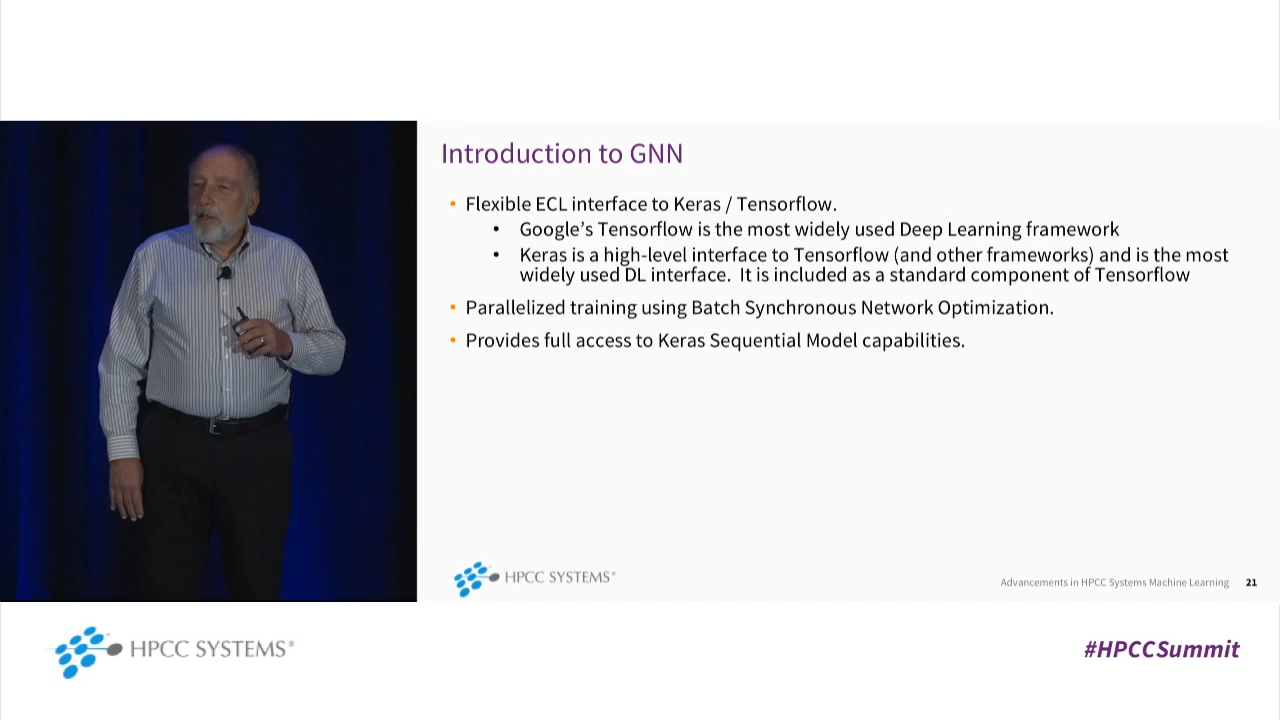 Introduction to GNN
• Flexible ECL interface to Keras / Tensorflow.
• Google's Tensorflow is the most widely used Deep Learning framework
• Keras is a high-level interface to Tensorflow (and other frameworks) and is the most
widely used DL interface. It is included as a standard component of Tensorflow
• Parallelized training using Batch Synchronous Network Optimization.
• Provides full access to Keras Sequential Model capabilities.
HPCC SYSTEMS®
Advancements in HPCC Systems Machine Learning 21
HPCC SYSTEMS®
#HPCCSummit